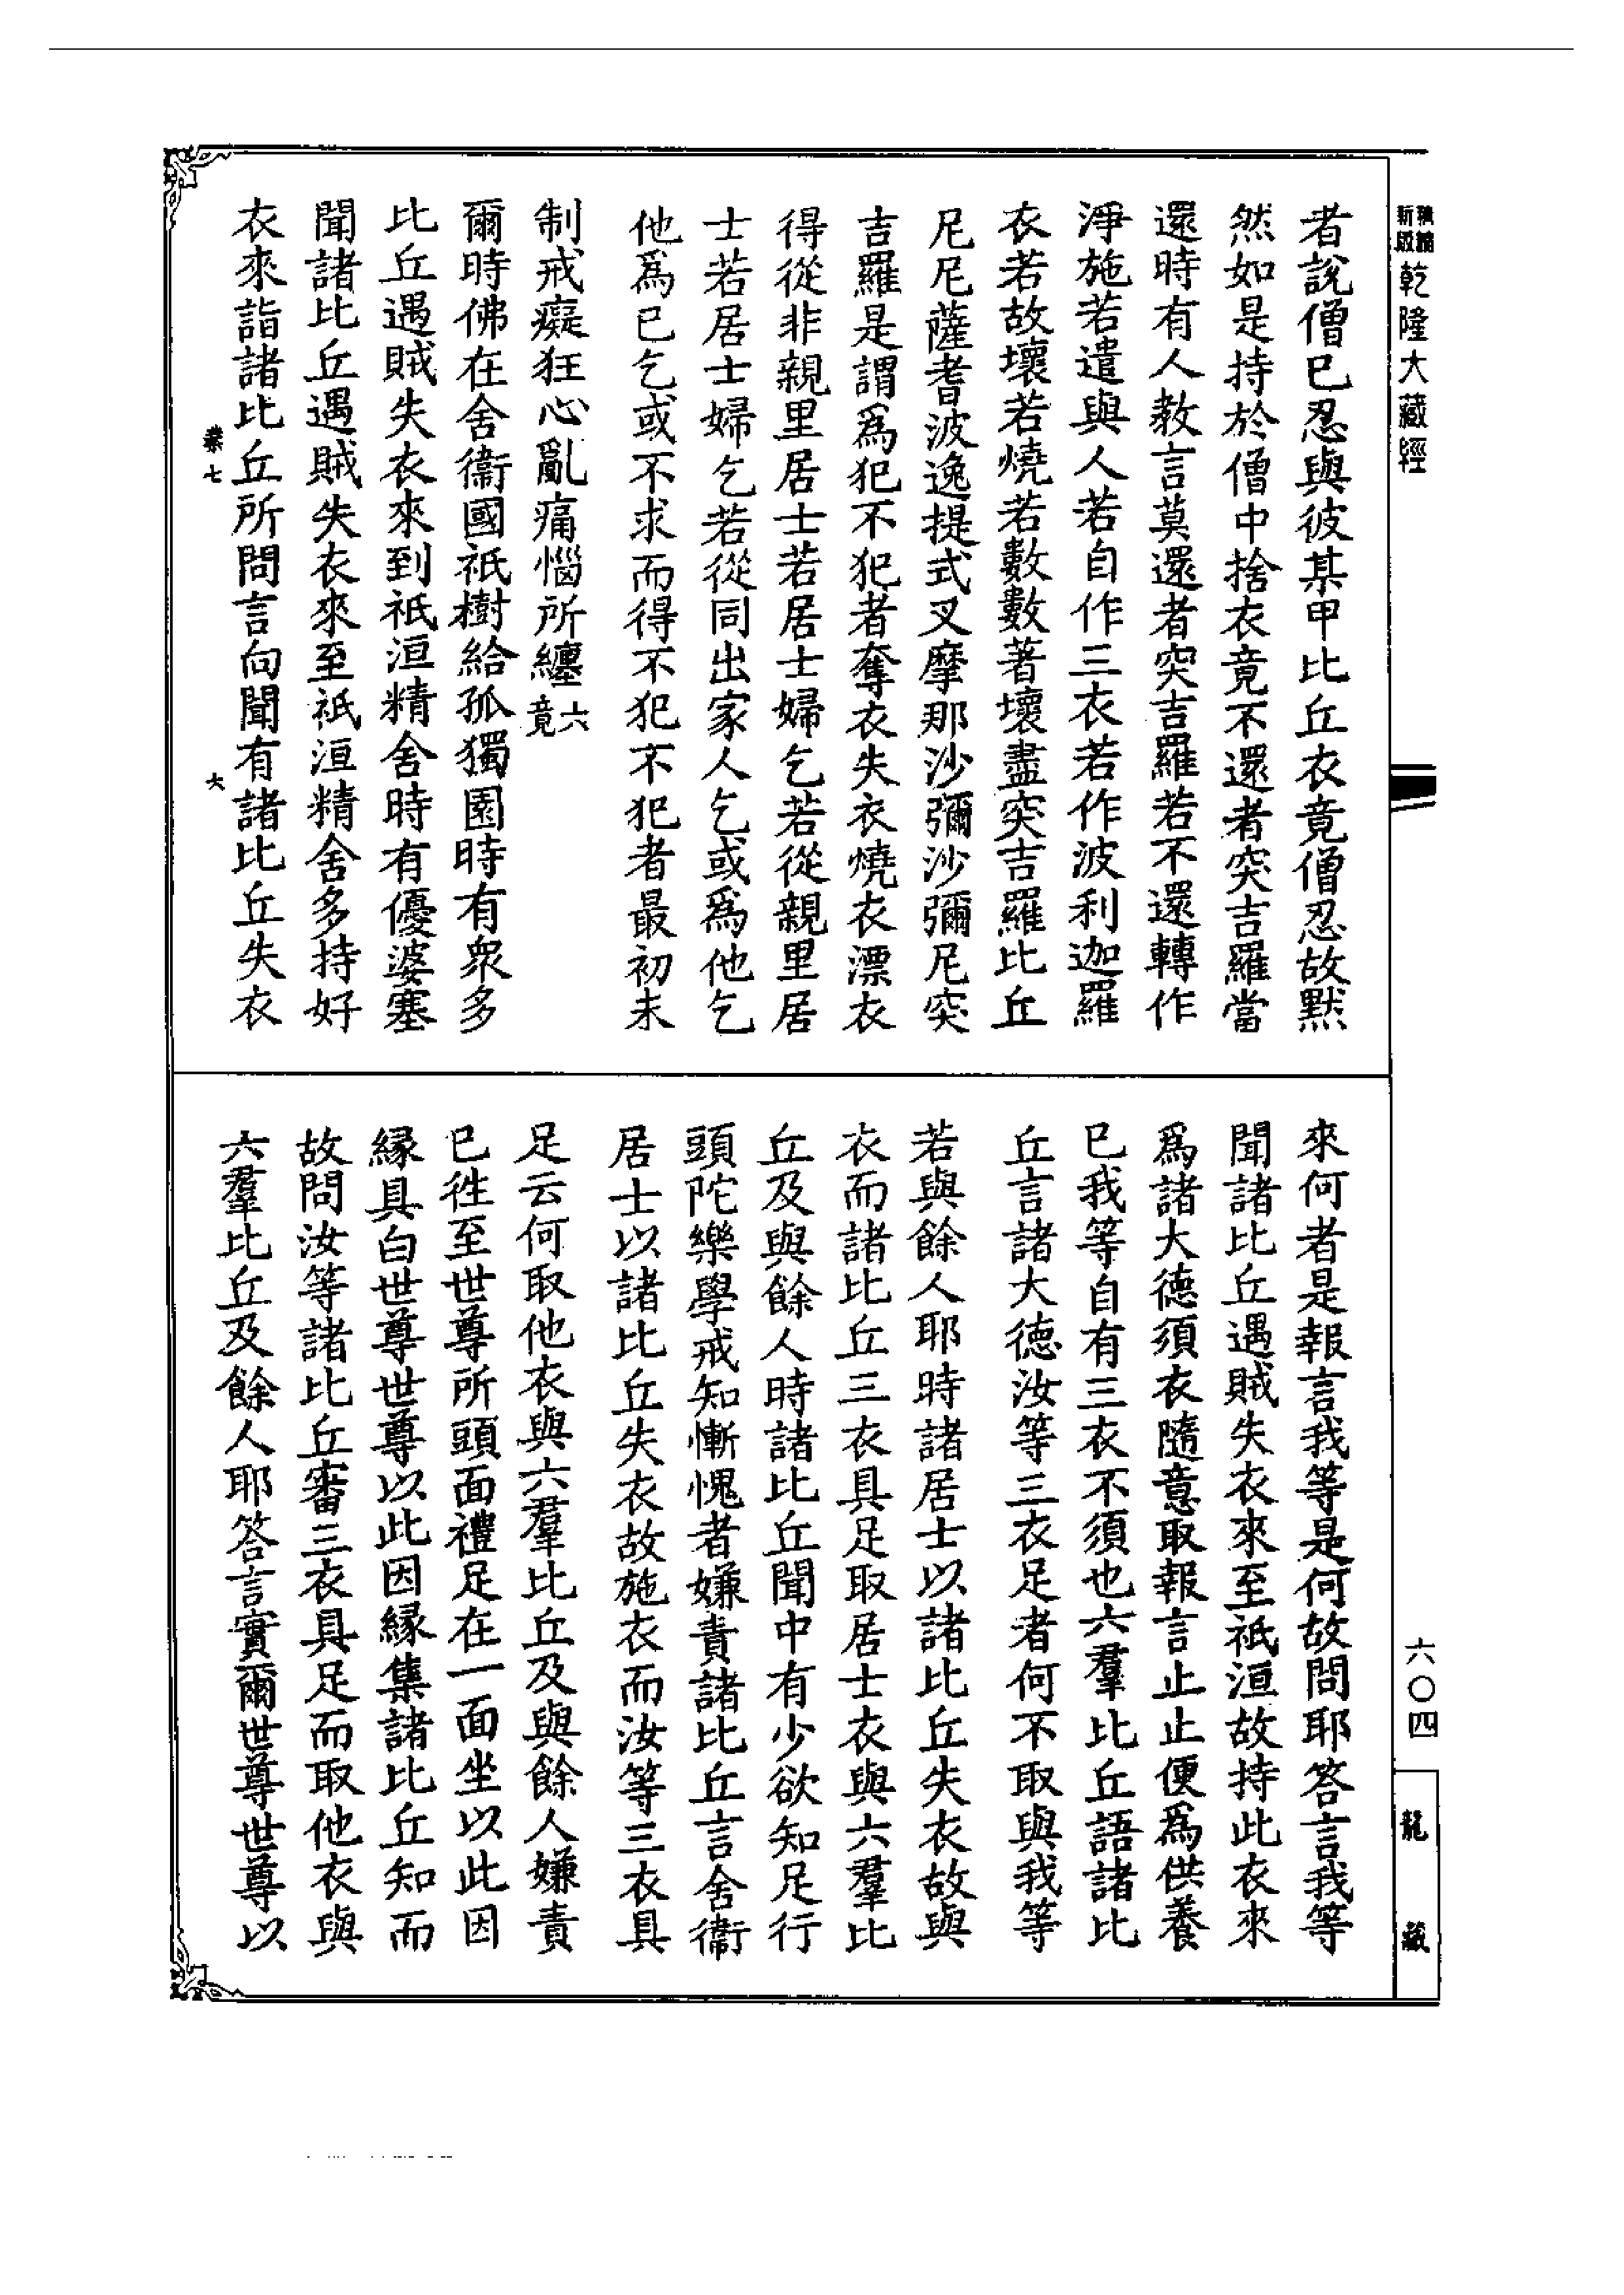 新版
乾隆大藏經
者說僧已忍與彼某甲比丘衣竟僧忍故默
然如是持於僧中捨衣竟不還者突吉羅當
還時有人教言莫還者突吉羅若不還轉作
淨施若遣與人若自作三衣若作波利迦羅
衣若故壞若燒若數數著壞盡突吉羅比丘
尼尼薩耆波逸提式叉摩那沙彌沙彌尼突
吉羅是謂爲犯不犯者奪衣失衣燒衣漂衣
得從非親里居士若居士婦乞若從親里居
士若居士婦乞若從同出家人乞或爲他乞
他爲已乞或不求而得不犯不犯者最初未
制戒癡狂心亂痛惱所纏六竟
爾時佛在舍衛國祇樹給孤獨園時有衆多
比丘遇賊失衣來到祇洹精舍時有優婆塞
聞諸比丘遇賊失衣來至祇洹精舍多持好
衣來詣諸比丘所問言向聞有諸比丘失衣
業七
大
來何者是報言我等是何故問耶答言我等
聞諸比丘遇賊失衣來至祇洹故持此衣來
爲諸大德須衣隨意取報言止止便爲供養
已我等自有三衣不須也六羣比丘語諸比
丘言諸大德汝等三衣足者何不取與我等
若與餘人耶時諸居士以諸比丘失衣故與
衣而諸比丘三衣具足取居士衣與六羣比
丘及與餘人時諸比丘聞中有少欲知足行
頭陀樂學戒知慚愧者嫌責諸比丘言舍衛
居士以諸比丘失衣故施衣而汝等三衣具
足云何取他衣與六羣比丘及與餘人嫌責
已徃至世尊所頭面禮足在一面坐以此因
緣具白世尊世尊以此因緣集諸比丘知而
故問汝等諸比丘審三衣具足而取他衣與
六羣比丘及餘人耶答言實爾世尊世尊以
六〇四
龍藏